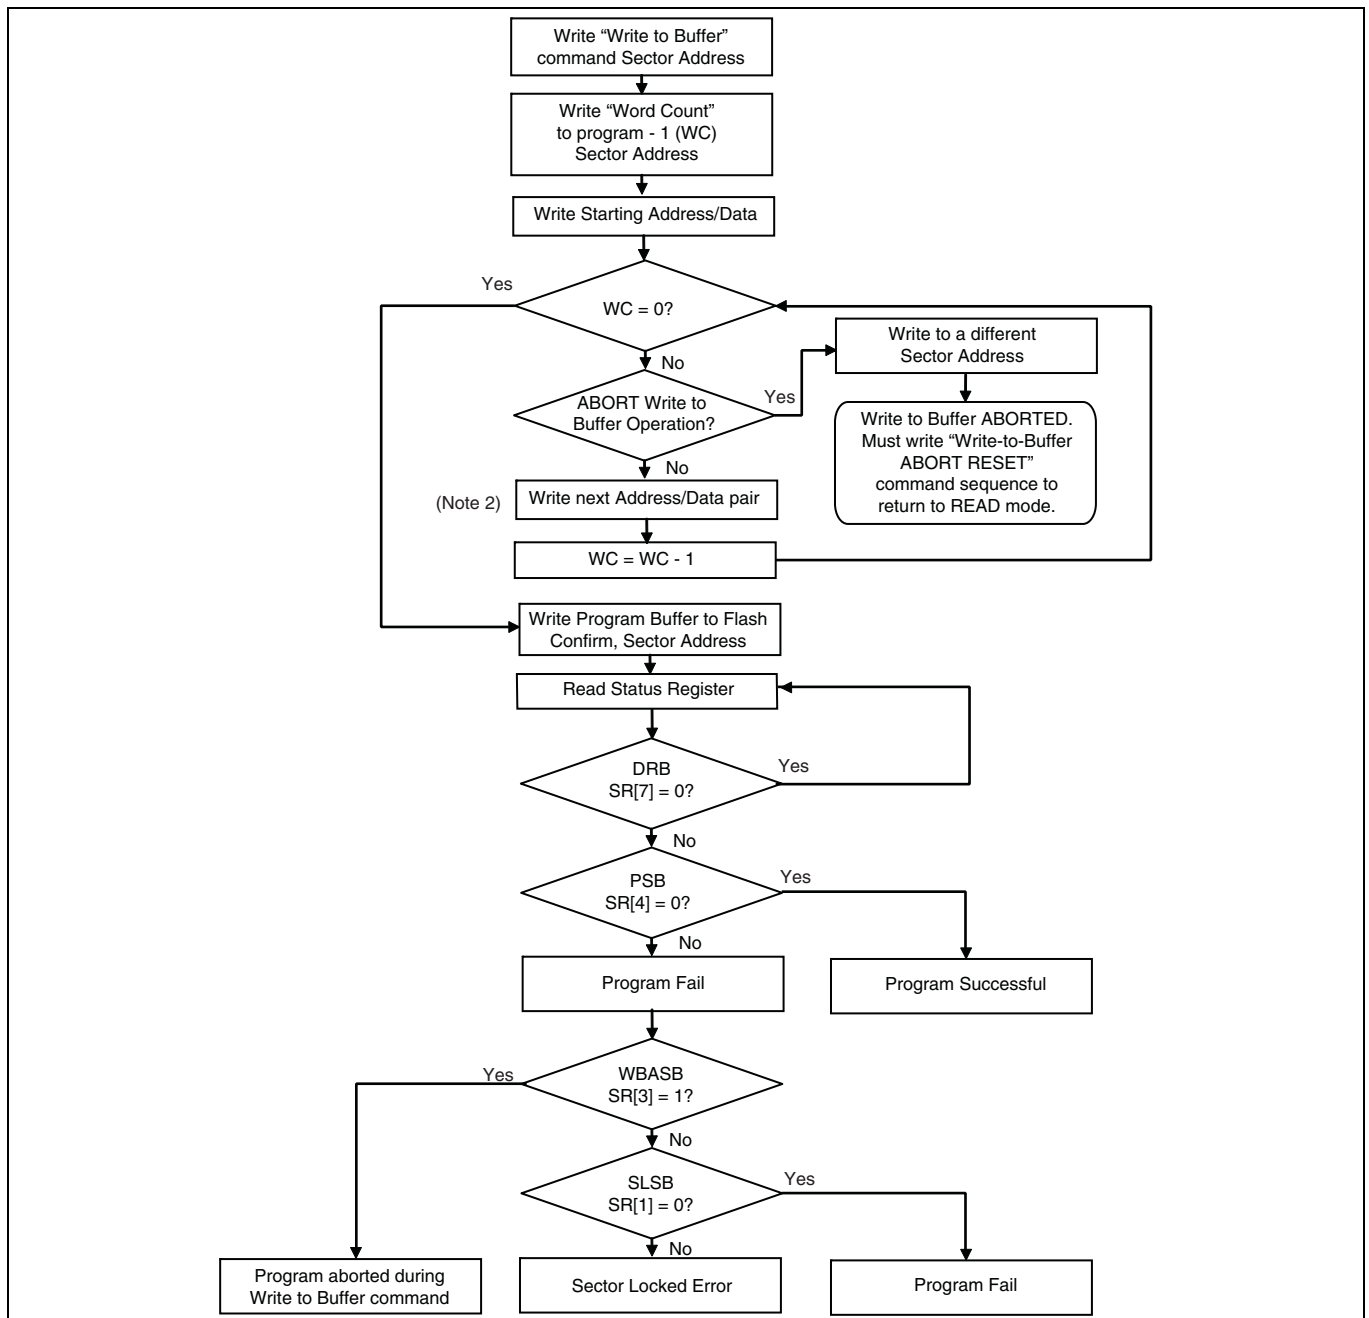 Write “Write to Buffer”
command Sector Address
Write “Word Count”
to program - 1 (WC)
Sector Address
Write Starting Address/Data
Yes
WC = 0?
No
Write to a different
Sector Address
ABORT Write to
Buffer Operation?
Yes
Write to Buffer ABORTED.
Must write “Write-to-Buffer
ABORT RESET”
command sequence to
return to READ mode.
No
(Note 2)
Write next Address/Data pair
WC = WC - 1
Write Program Buffer to Flash
Confirm, Sector Address
Read Status Register
DRB
SR[7] = 0?
Yes
No
PSB
SR[4] = 0?
Yes
No
Program Fail
Program Successful
WBASB
SR[3] = 1?
Yes
No
SLSB
SR[1] = 0?
Yes
No
Program aborted during
Write to Buffer command
Sector Locked Error
Program Fail